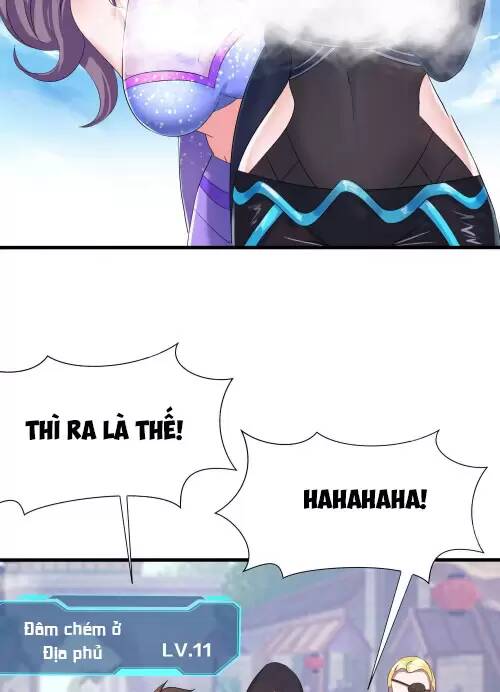 THÌ RA LÀ THẾ!
HAHAHAHA!
Đâm chém ở
Địa phủ
LV.11